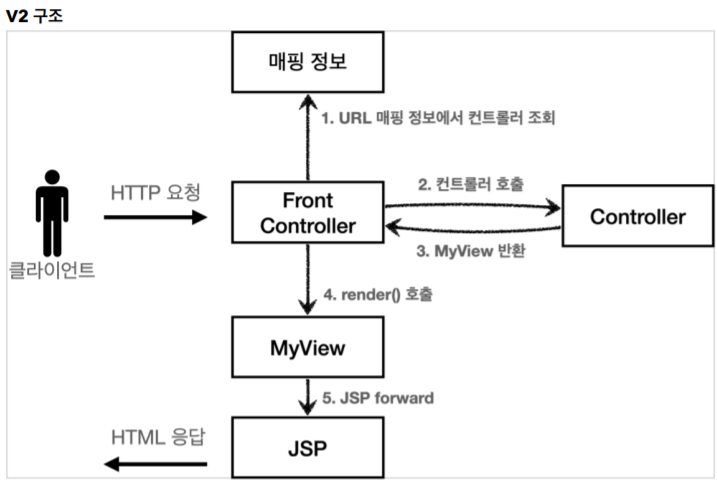 V2 구조
매핑 정보
1. URL 매핑 정보에서 컨트롤러 조회
HTTP 요청
Front
Controller
2. 컨트롤러 호출
Controller
3. MyView 반환
클라이언트
4. render() 호출
MyView
5. JSP forward
HTML 응답
JSP